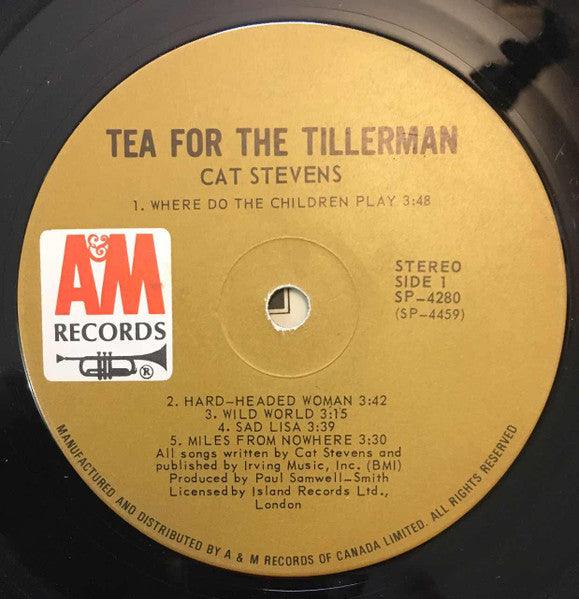 TEA FOR THE TILLERMAN
CAT STEVENS
1. WHERE DO THE CHILDREN PLAY 3:48
A&M
RECORDS
®
STEREO
SIDE 1
SP-4280
(SP-4459)
2. HARD-HEADED WOMAN 3:42
3. WILD WORLD 3:15
4. SAD LISA 3:39
5. MILES FROM NOWHERE 3:30
All songs written by Cat Stevens and
published by Irving Music, Inc. (BMI)
Produced by Paul Samwell-Smith
Licensed by Island Records Ltd.,
London
MANUFACTURED AND DISTRIBUTED BY A & M RECORDS OF CANADA LIMITED. ALL RIGHTS RESERVED